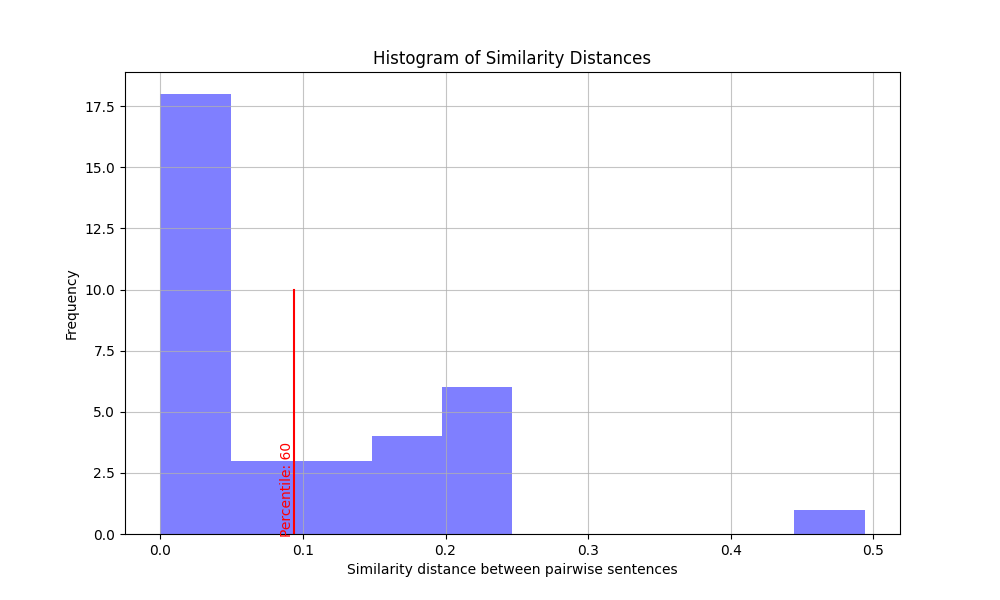 Histogram of Similarity Distances
17.5
15.0
12.5
10.0
7.5
5.0
2.5
0.0
Frequency
Percentile: 60
0.0 0.1 0.2 0.3 0.4 0.5
Similarity distance between pairwise sentences